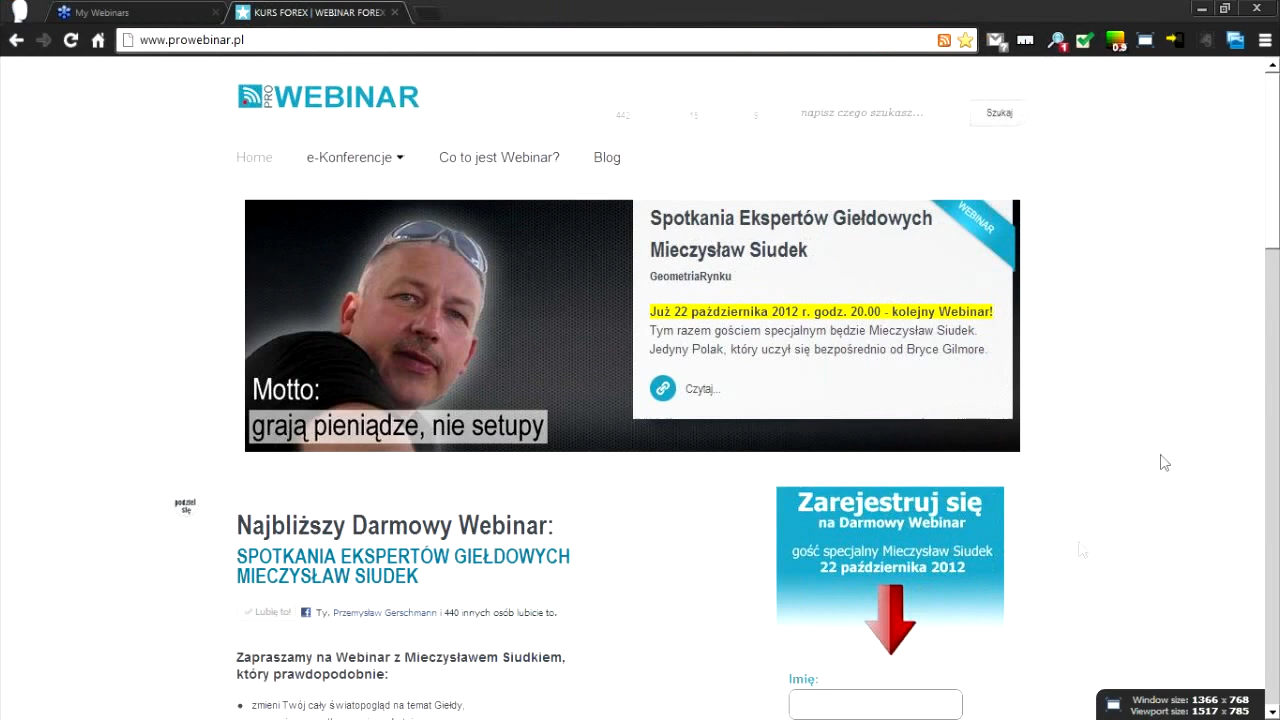 My Webinars
KURS FOREX | WEBINAR FOREX
www.prowebinar.pl
PRO WEBINAR
napisz czego szukasz...
Szukaj
Home
e-Konferencje
Co to jest Webinar?
Blog
Spotkania Ekspertów Giełdowych
Mieczysław Siudek
GeometriaRynku
WEBINAR
Już 22 października 2012 r. godz. 20.00 - kolejny Webinar!
Tym razem gościem specjalnym będzie Mieczysław Siudek.
Jedyny Polak, który uczył się bezpośrednio od Bryce Gilmore.
Czytaj...
Motto:
grają pieniądze, nie setupy
podziel
się
Najbliższy Darmowy Webinar:
SPOTKANIA EKSPERTÓW GIEŁDOWYCH
MIECZYSŁAW SIUDEK
Lubię to!
Ty, Przemysław Gerschmann i 440 innych osób lubicie to.
Zapraszamy na Webinar z Mieczysławem Siudkiem,
który prawdopodobnie:
zmieni Twój cały światopogląd na temat Giełdy,
Zarejestruj się
na Darmowy Webinar
gość specjalny Mieczysław Siudek
22 października 2012
Imię:
Window size: 1366 x 768
Viewport size: 1517 x 785